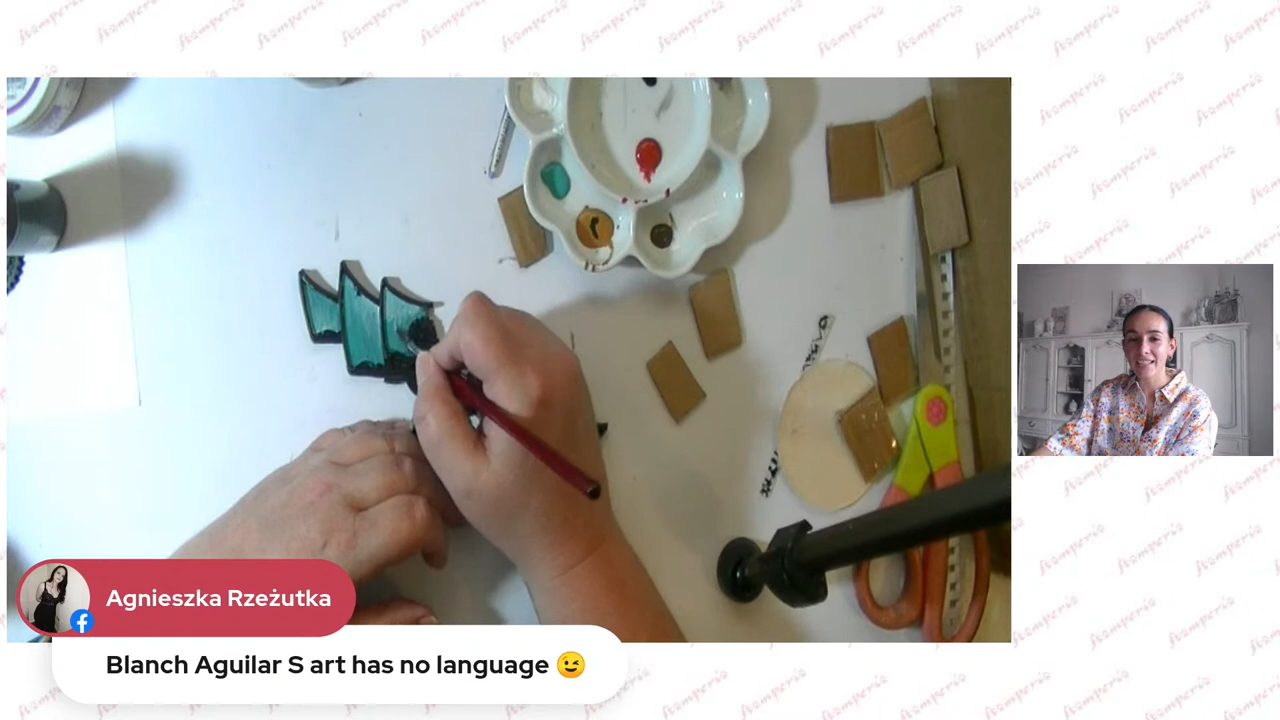 Agnieszka Rzeżutka
Blanch Aguilar S art has no language 😉